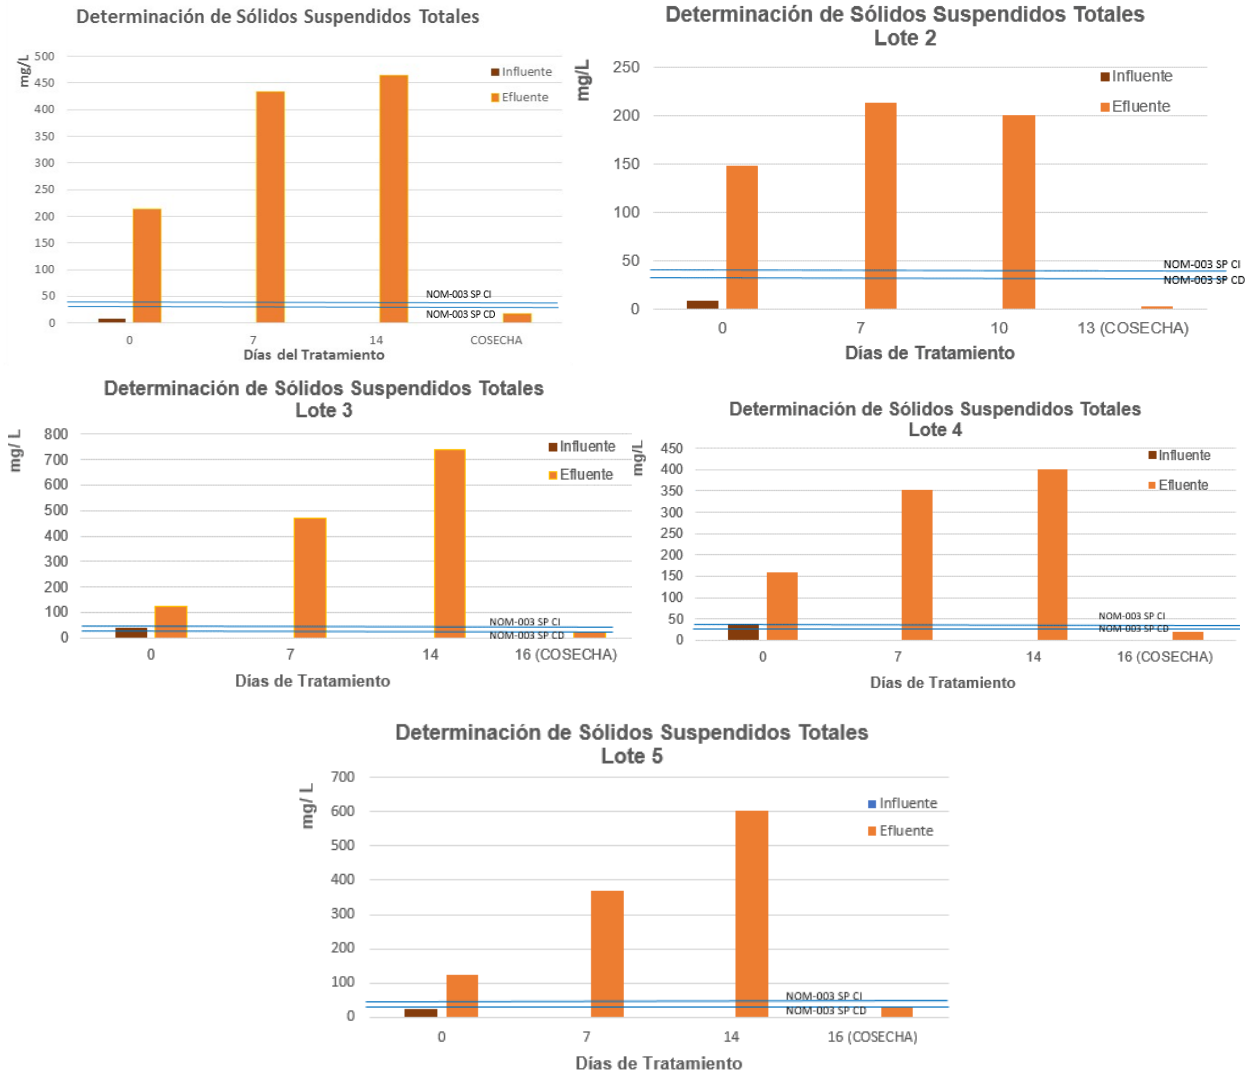 Determinación de Sólidos Suspendidos Totales
mg/L
500
450
400
350
300
250
200
150
100
50
0
Influente
Efluente
NOM-003 SP CI
NOM-003 SP CD
0 7 14 COSECHA
Días del Tratamiento
Determinación de Sólidos Suspendidos Totales
Lote 2
mg/L
250
200
150
100
50
0
Influente
Efluente
NOM-003 SP CI
NOM-003 SP CD
0 7 10 13 (COSECHA)
Días de Tratamiento
Determinación de Sólidos Suspendidos Totales
Lote 3
mg/ L
800
700
600
500
400
300
200
100
0
Influente
Efluente
NOM-003 SP CI
NOM-003 SP CD
0 7 14 16 (COSECHA)
Días de Tratamiento
Determinación de Sólidos Suspendidos Totales
Lote 4
mg/L
450
400
350
300
250
200
150
100
50
0
Influente
Efluente
NOM-003 SP CI
NOM-003 SP CD
0 7 14 16 (COSECHA)
Días de Tratamiento
Determinación de Sólidos Suspendidos Totales
Lote 5
mg/ L
700
600
500
400
300
200
100
0
Influente
Efluente
NOM-003 SP CI
NOM-003 SP CD
0 7 14 16 (COSECHA)
Días de Tratamiento